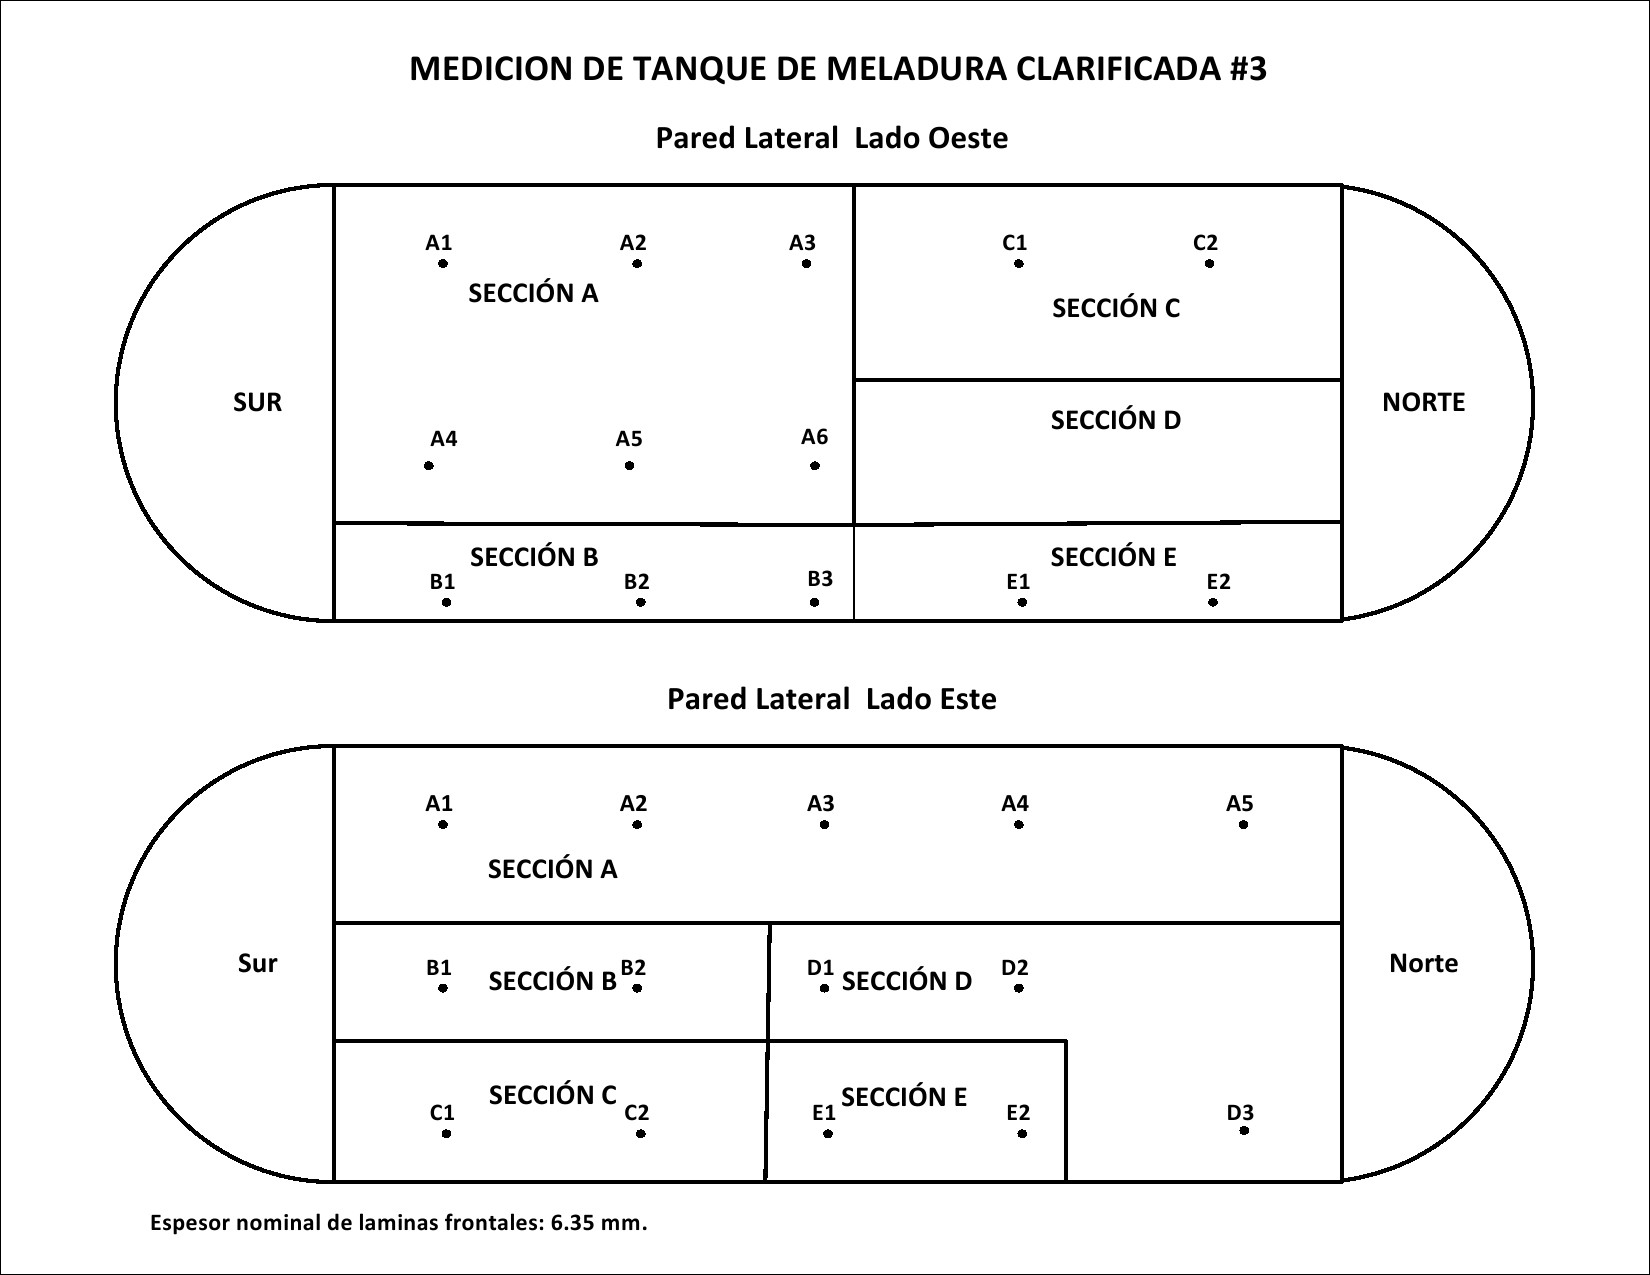 MEDICION DE TANQUE DE MELADURA CLARIFICADA #3
Pared Lateral  Lado Oeste
A1 A2 A3 C1 C2
SECCIÓN A SECCIÓN C
SUR SECCIÓN D NORTE
A4 A5 A6
SECCIÓN B SECCIÓN E
B1 B2 B3 E1 E2
Pared Lateral  Lado Este
A1 A2 A3 A4 A5
SECCIÓN A
Sur B1 SECCIÓN B B2 D1 SECCIÓN D D2 Norte
SECCIÓN C SECCIÓN E
C1 C2 E1 E2 D3
Espesor nominal de laminas frontales: 6.35 mm.